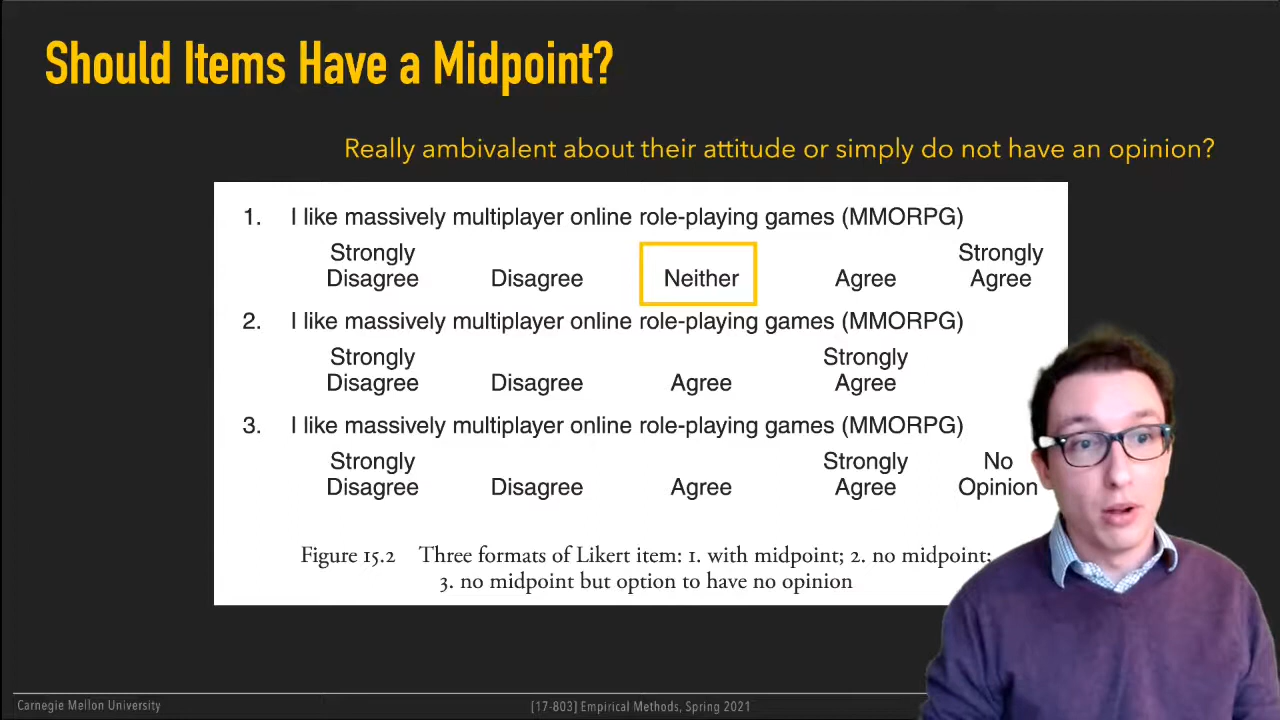 Should Items Have a Midpoint?
Really ambivalent about their attitude or simply do not have an opinion?
1. I like massively multiplayer online role-playing games (MMORPG)
Strongly Disagree Disagree Neither Agree Strongly Agree
2. I like massively multiplayer online role-playing games (MMORPG)
Strongly Disagree Disagree Agree Strongly Agree
3. I like massively multiplayer online role-playing games (MMORPG)
Strongly Disagree Disagree Agree Strongly Agree No Opinion
Figure 15.2 Three formats of Likert item: 1. with midpoint; 2. no midpoint;
3. no midpoint but option to have no opinion
Carnegie Mellon University [17-803] Empirical Methods, Spring 2021